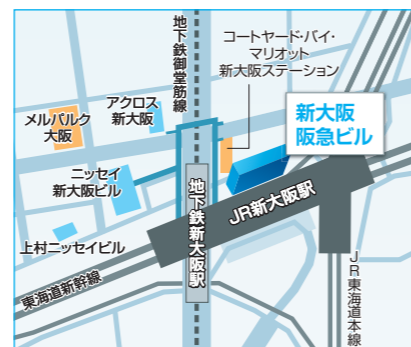 地下鉄御堂筋線
コートヤード・バイ・
マリオット
新大阪ステーション
アクロス
新大阪
メルパルク
大阪
新大阪
阪急ビル
ニッセイ
新大阪ビル
地下鉄新大阪駅
JR新大阪駅
上村ニッセイビル
東海道新幹線
JR東海道本線